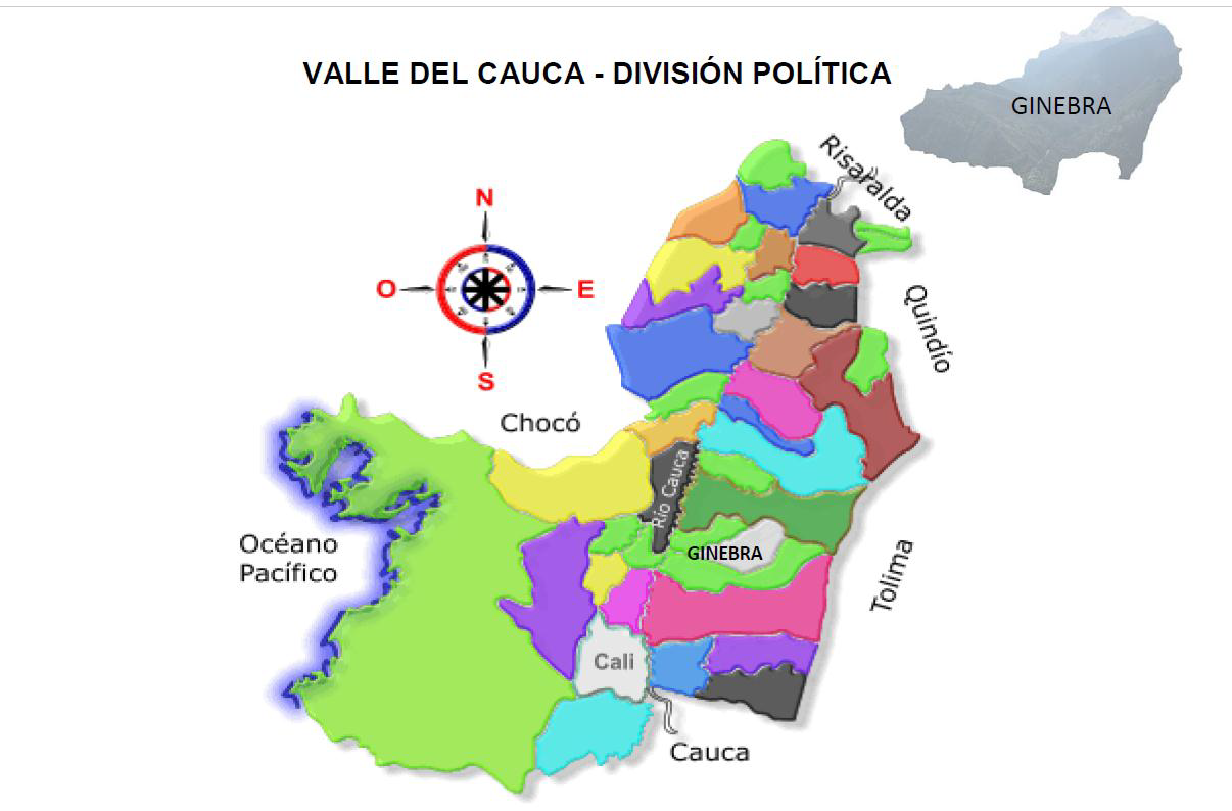 VALLE DEL CAUCA - DIVISIÓN POLÍTICA
GINEBRA
Risaralda
N
O
E
S
Quindío
Chocó
Río Cauca
Océano
Pacífico
GINEBRA
Tolima
Cali
Cauca